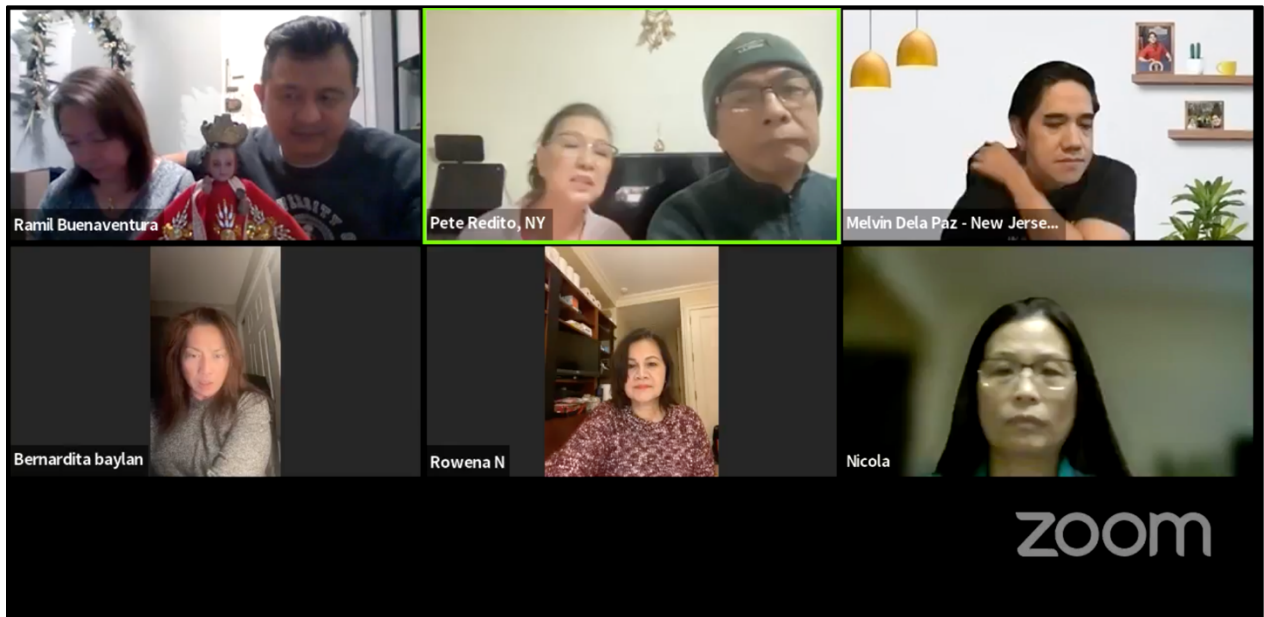 Ramil Buenaventura
Pete Redito, NY
Melvin Dela Paz - New Jerse...
Bernardita baylan
Rowena N
Nicola
zoom